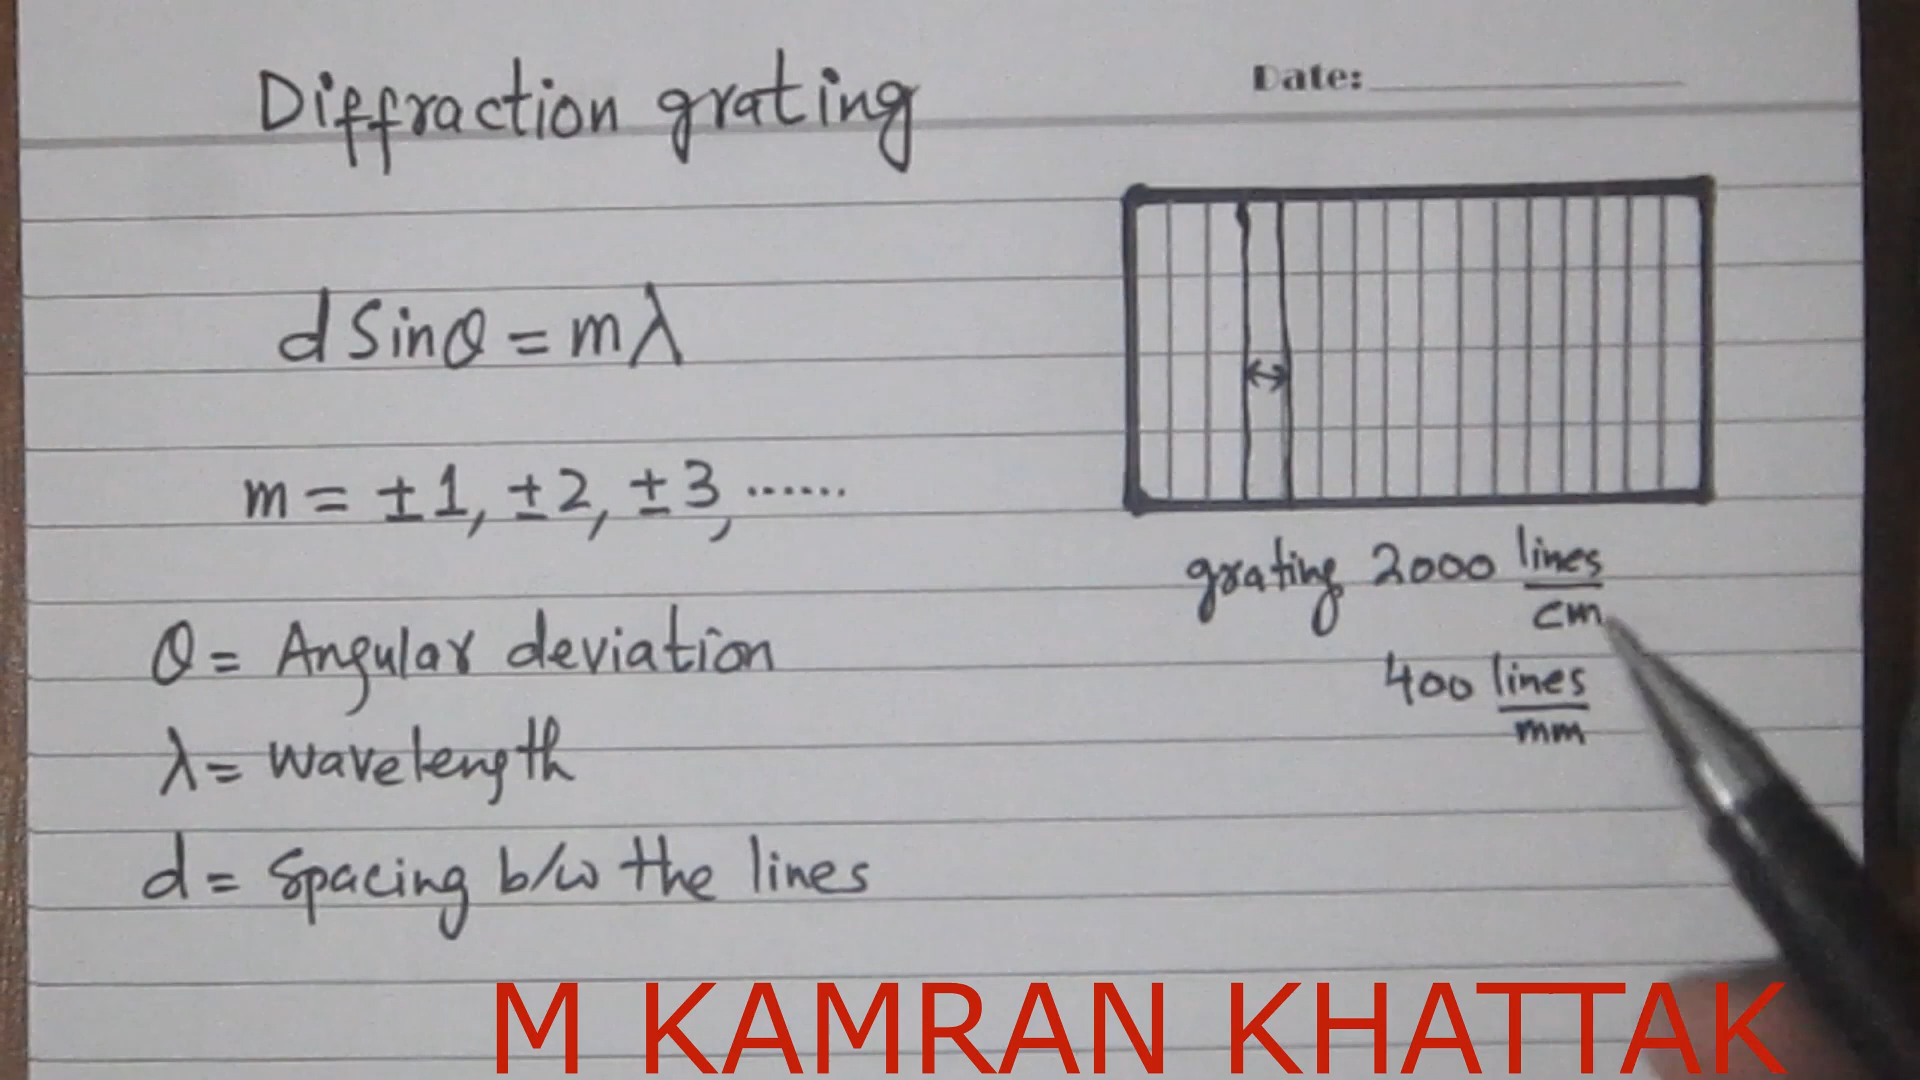 Diffraction grating
Date:
d Sinθ = mλ
m = ±1, ±2, ±3, ......
θ = Angular deviation
λ = wavelength
d = Spacing b/w the lines
grating 2000 lines/cm
400 lines/mm
M KAMRAN KHATTAK